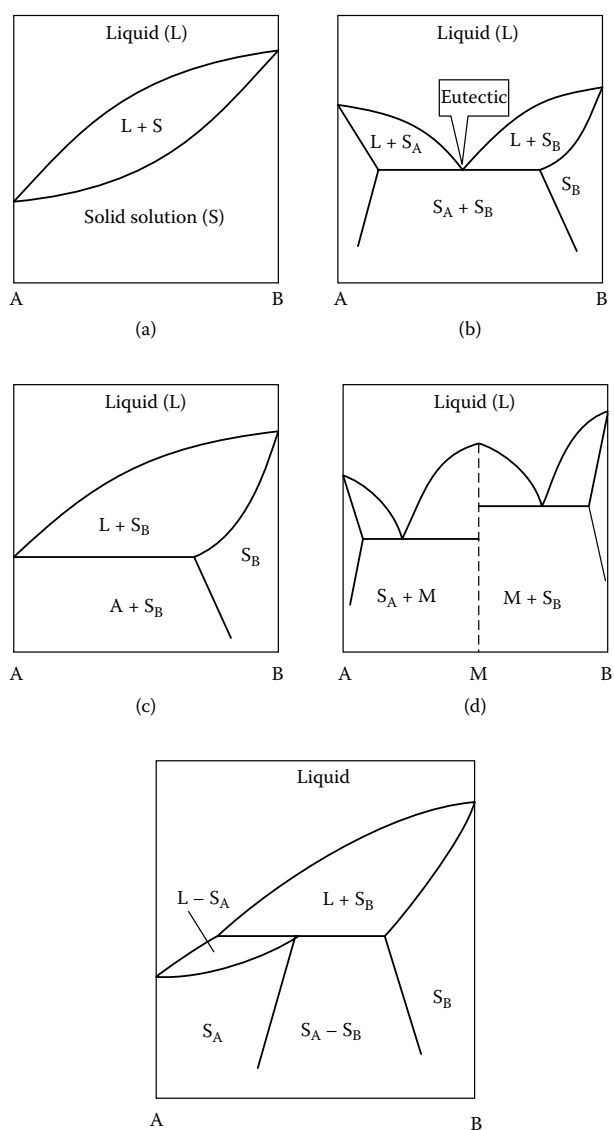 Liquid (L)
L + S
Solid solution (S)
A B
(a)
Liquid (L)
Eutectic
L + S_A L + S_B
S_B
S_A + S_B
A B
(b)
Liquid (L)
L + S_B
S_B
A + S_B
A B
(c)
Liquid (L)
S_A + M M + S_B
A M B
(d)
Liquid
L – S_A
L + S_B
S_B
S_A S_A – S_B
A B